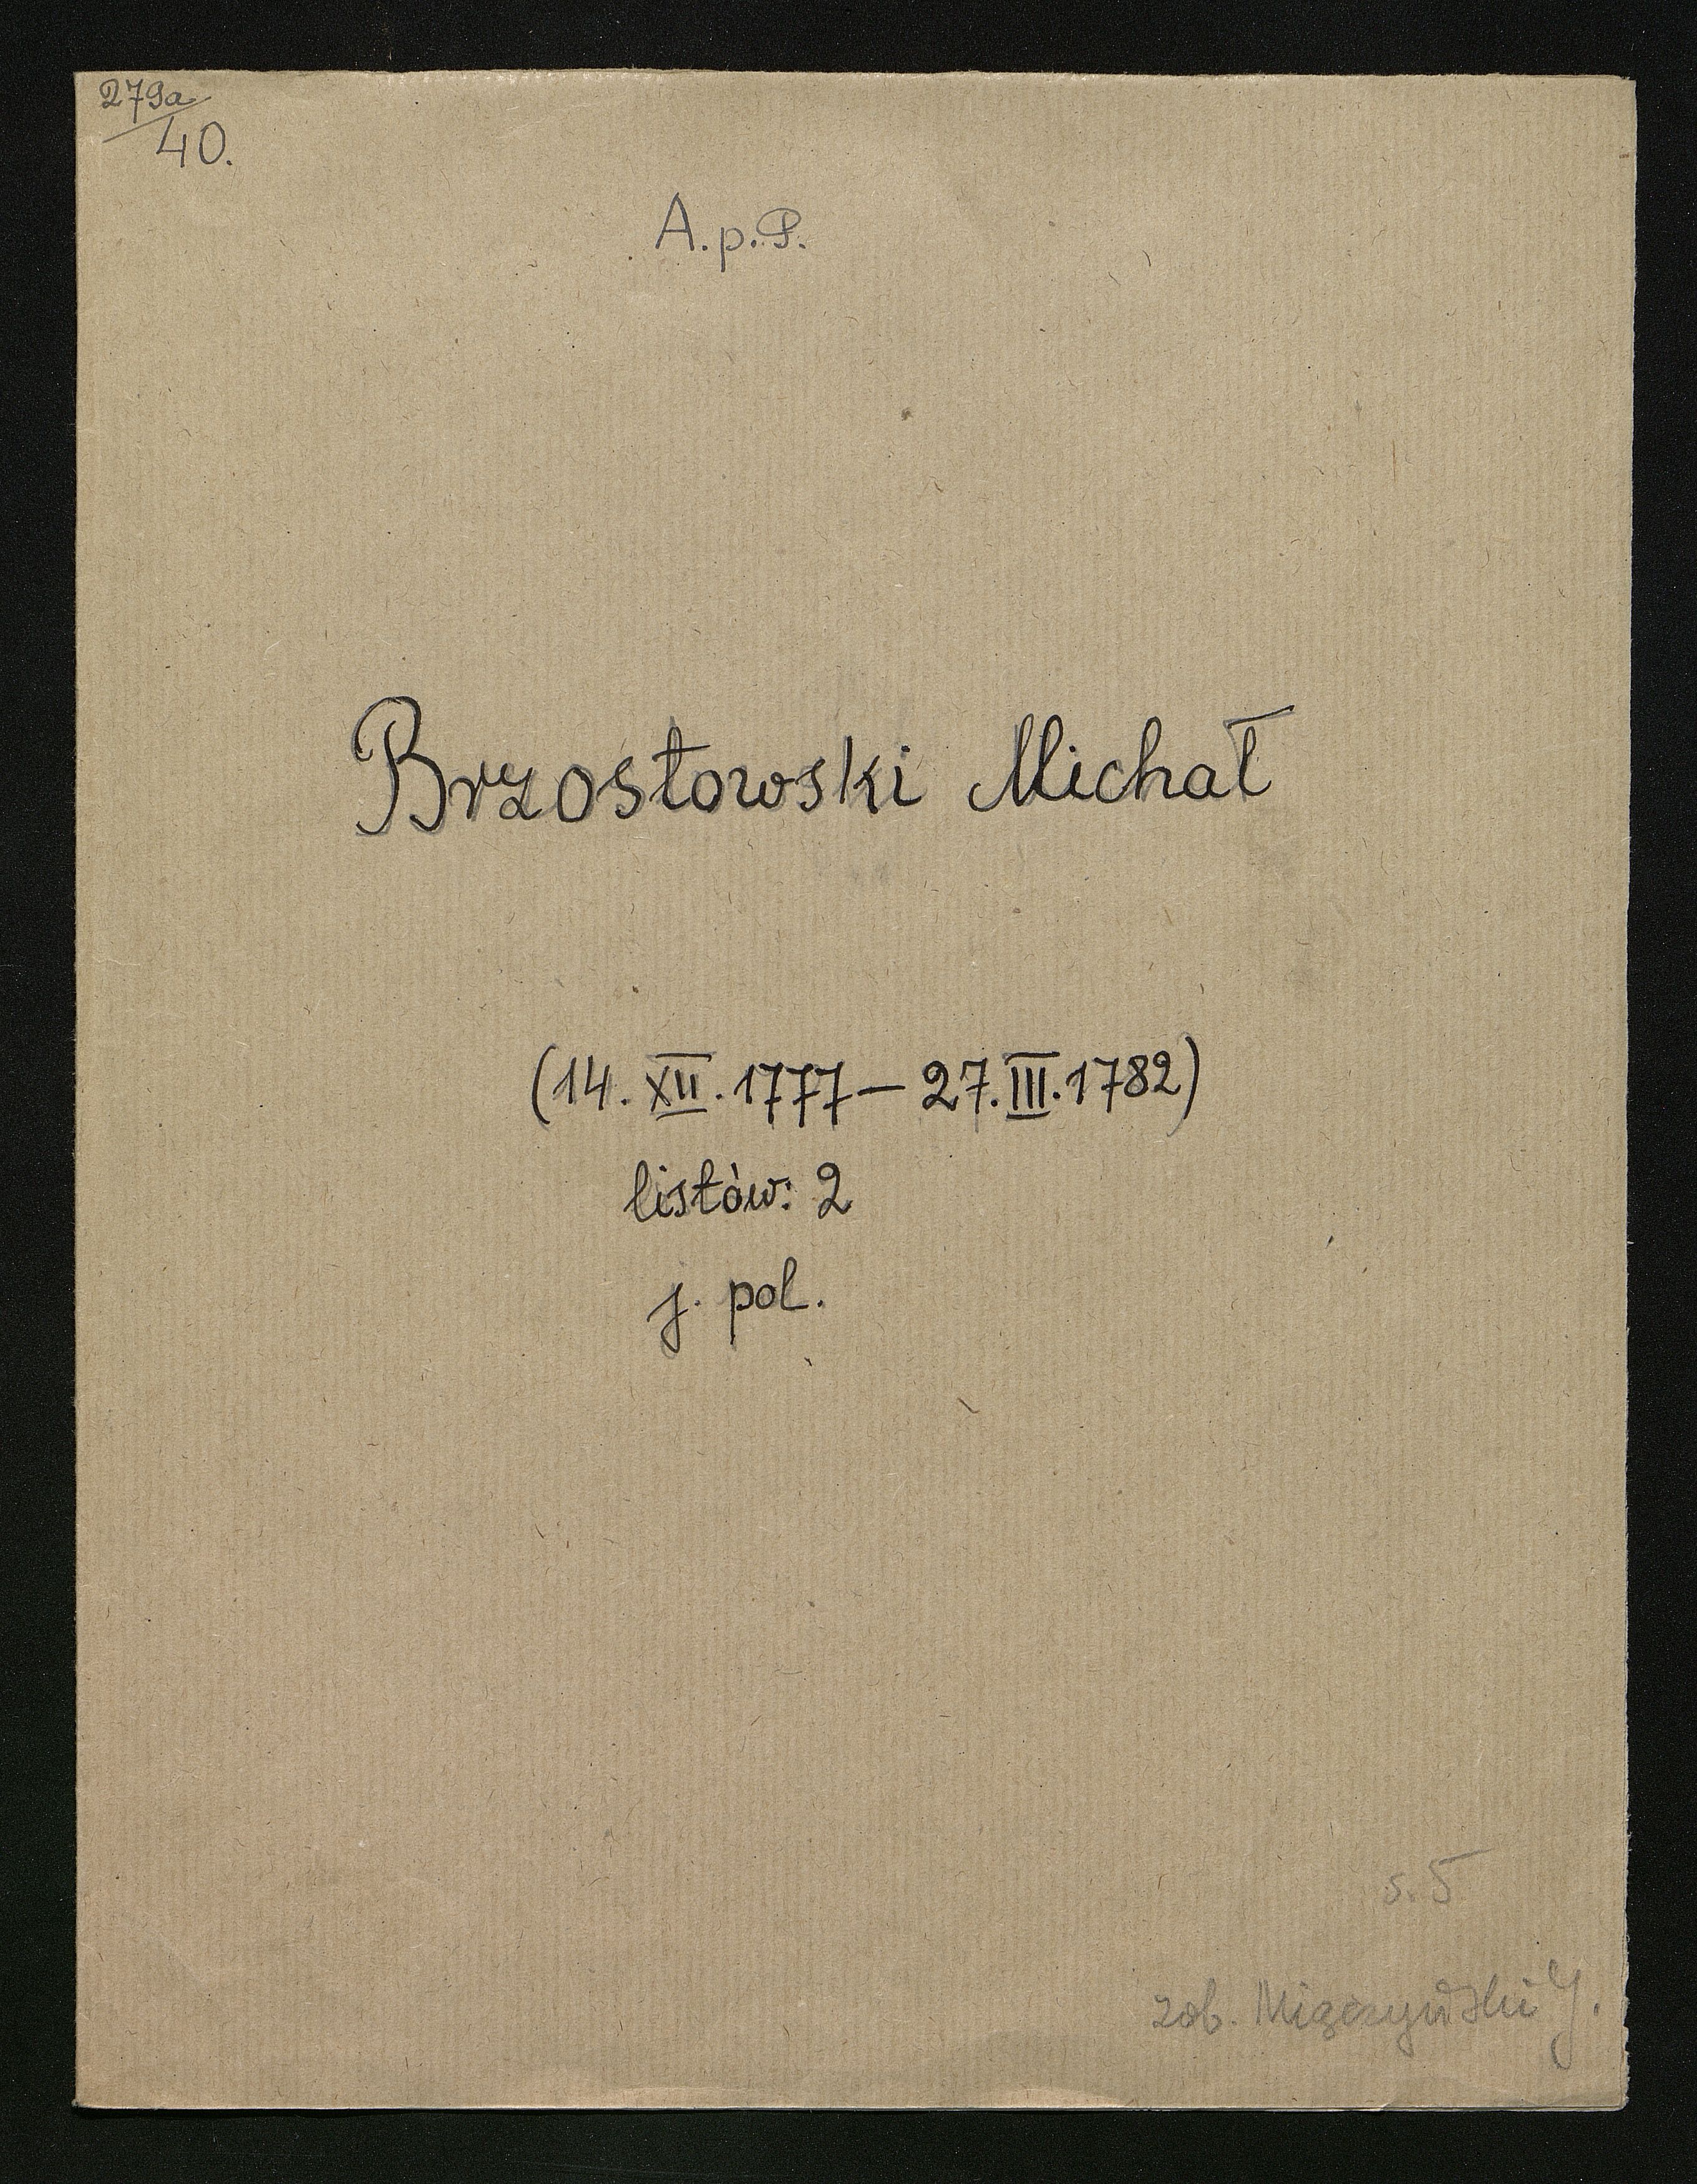 279a
40.
A. p. P.
Brzostowski Michał
(14. XII. 1777 – 27. III. 1782)
listów: 2
j. pol.
s. 5
zob. Miączyński J.